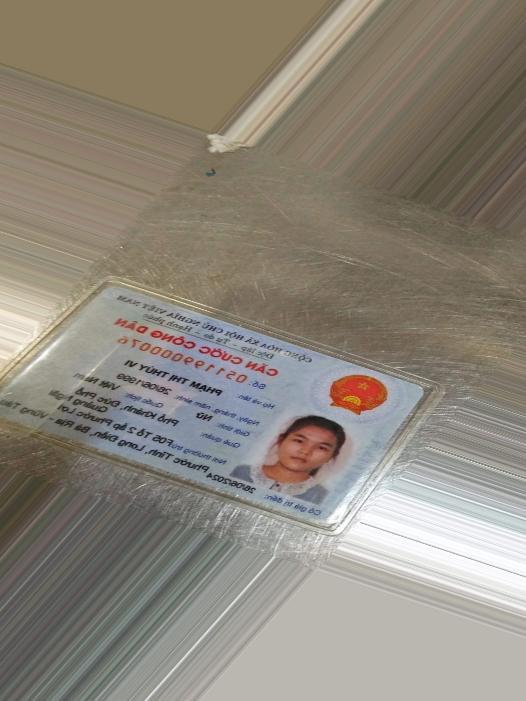 CỘNG HÒA XÃ HỘI CHỦ NGHĨA VIỆT NAM
Độc lập - Tự do - Hạnh phúc
CĂN CƯỚC CÔNG DÂN
Số: 051199000076
Họ và tên: PHẠM THỊ THÚY VI
Ngày, tháng, năm sinh: 26/06/1999
Giới tính: Nữ Quốc tịch: Việt Nam
Quê quán: Phổ Khánh, Đức Phổ, Quảng Ngãi
Nơi thường trú: F05 Tổ 2 ấp Phước Lợi
Phước Tỉnh, Long Điền, Bà Rịa - Vũng Tàu
Có giá trị đến: 26/06/2024